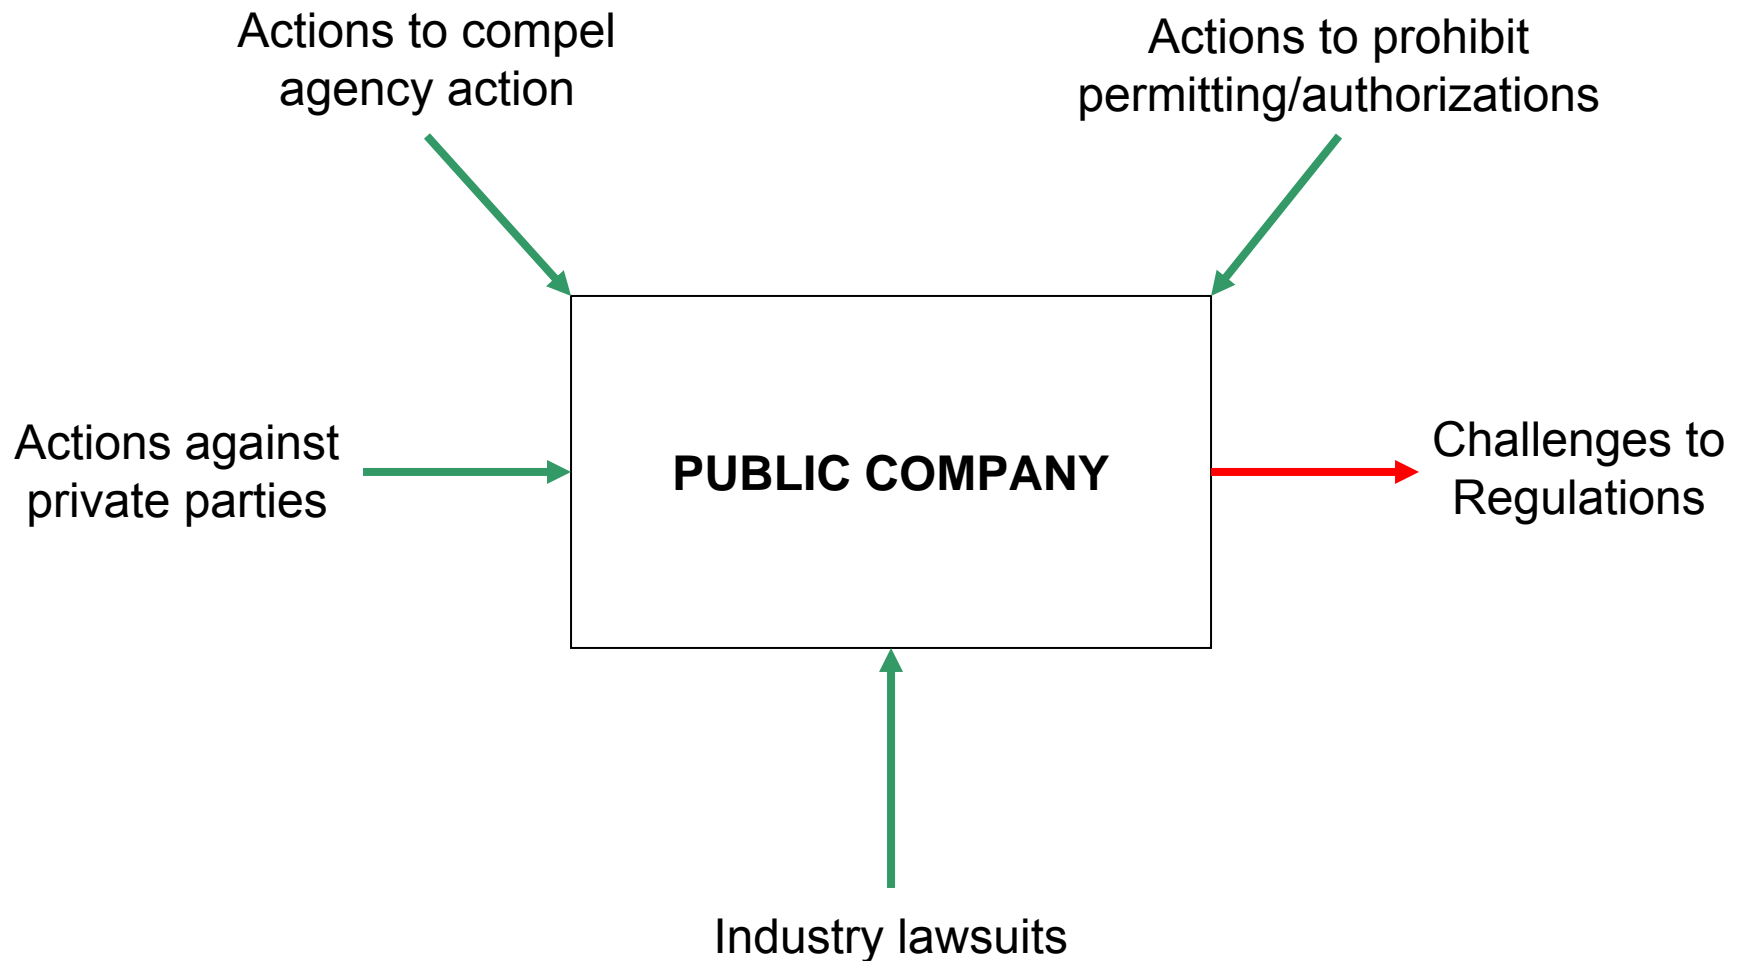 Actions to compel
agency action
Actions to prohibit
permitting/authorizations
Actions against
private parties
PUBLIC COMPANY
Challenges to
Regulations
Industry lawsuits